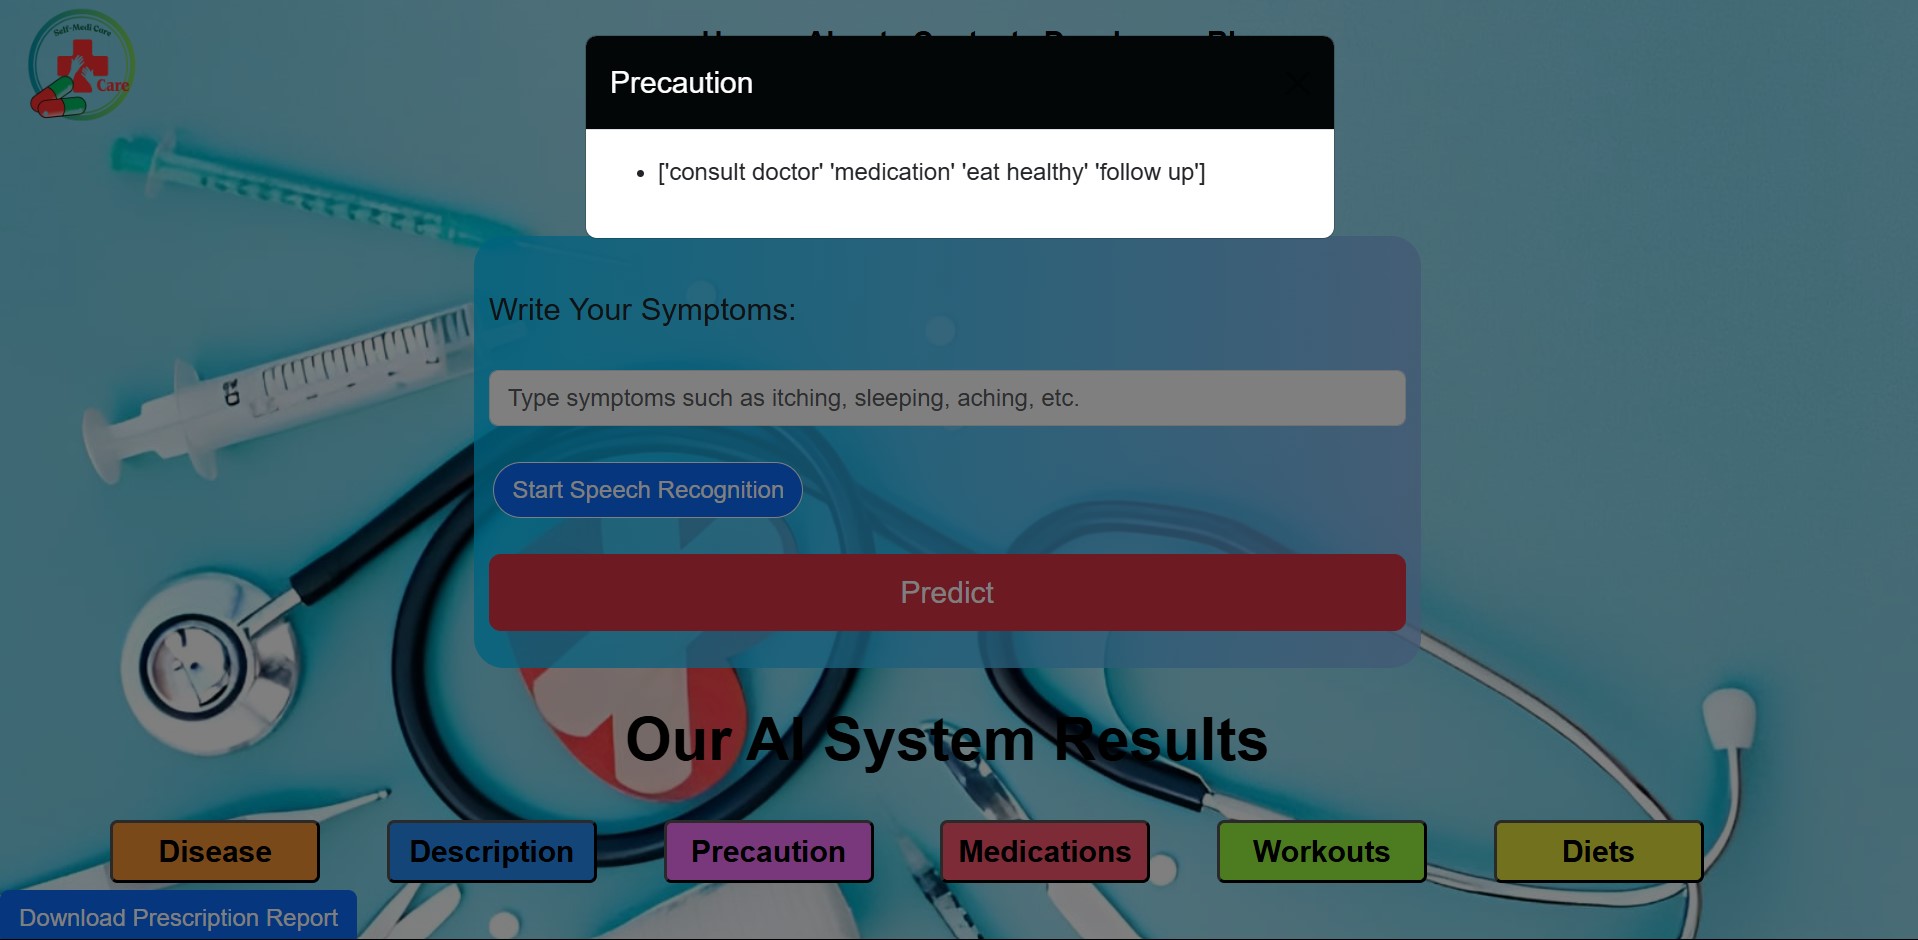 Self-Medi Care
Care
Precaution
['consult doctor' 'medication' 'eat healthy' 'follow up']
Write Your Symptoms:
Type symptoms such as itching, sleeping, aching, etc.
Start Speech Recognition
Predict
Our AI System Results
Disease Description Precaution Medications Workouts Diets
Download Prescription Report